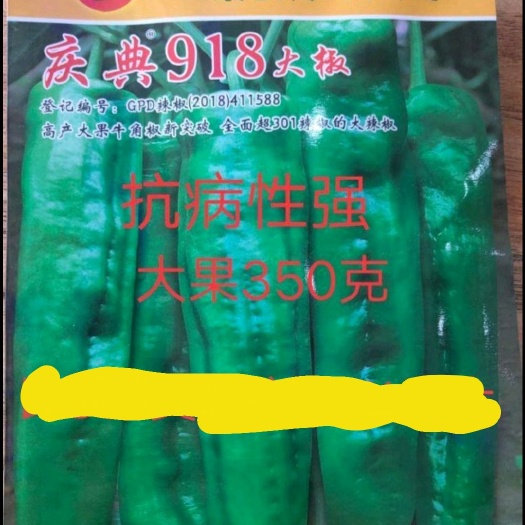 庆典®918大椒
登记编号：GPD辣椒(2018)411588
高产大果牛角椒新突破 全面超301辣椒的大辣椒
抗病性强
大果350克